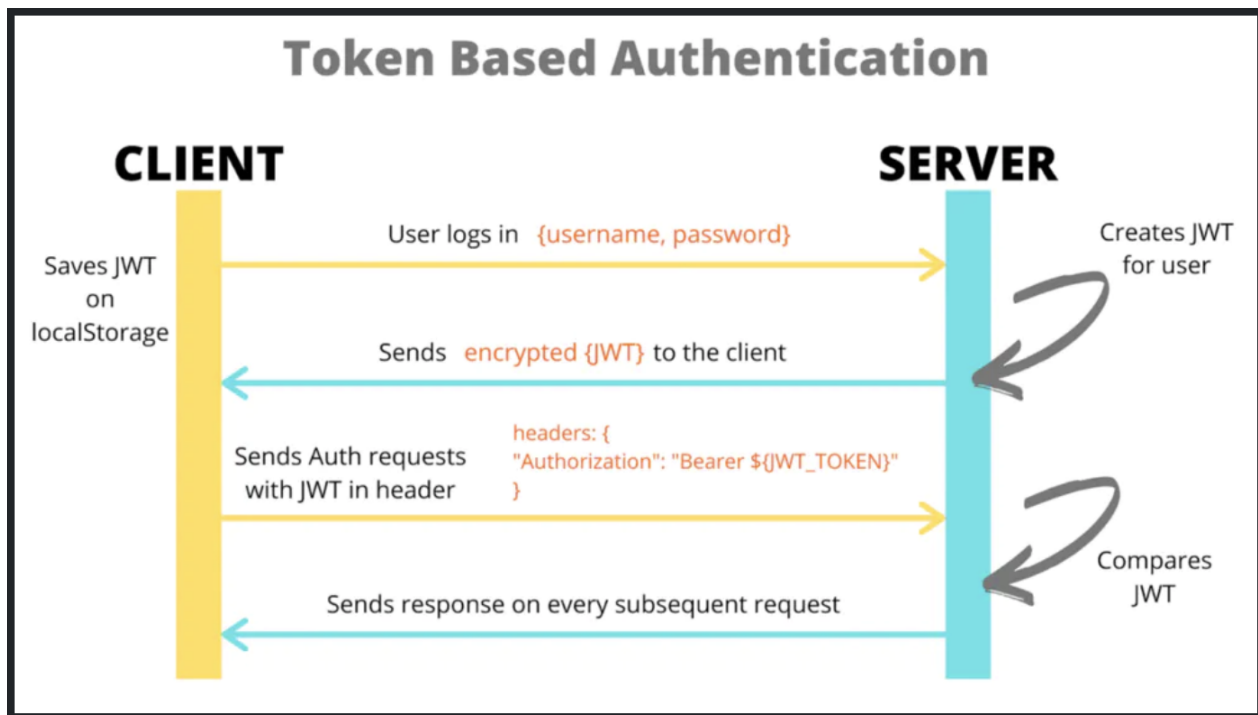 Token Based Authentication
CLIENT
SERVER
User logs in {username, password}
Creates JWT
for user
Saves JWT
on
localStorage
Sends encrypted {JWT} to the client
Sends Auth requests
with JWT in header
headers: {
"Authorization": "Bearer ${JWT_TOKEN}"
}
Compares
JWT
Sends response on every subsequent request